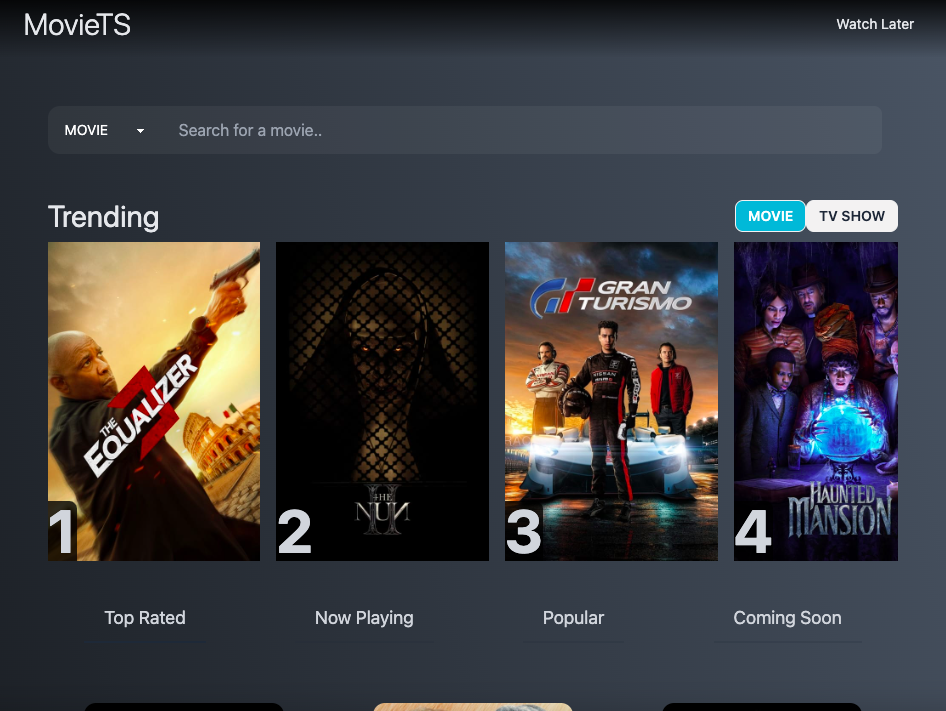 MovieTS
Watch Later
MOVIE
Search for a movie..
Trending
MOVIE
TV SHOW
THE
EQUALIZER
3
1
THE
NUN
II
2
GRAN
TURISMO
NISSAN
3
HAUNTED
MANSION
4
Top Rated
Now Playing
Popular
Coming Soon